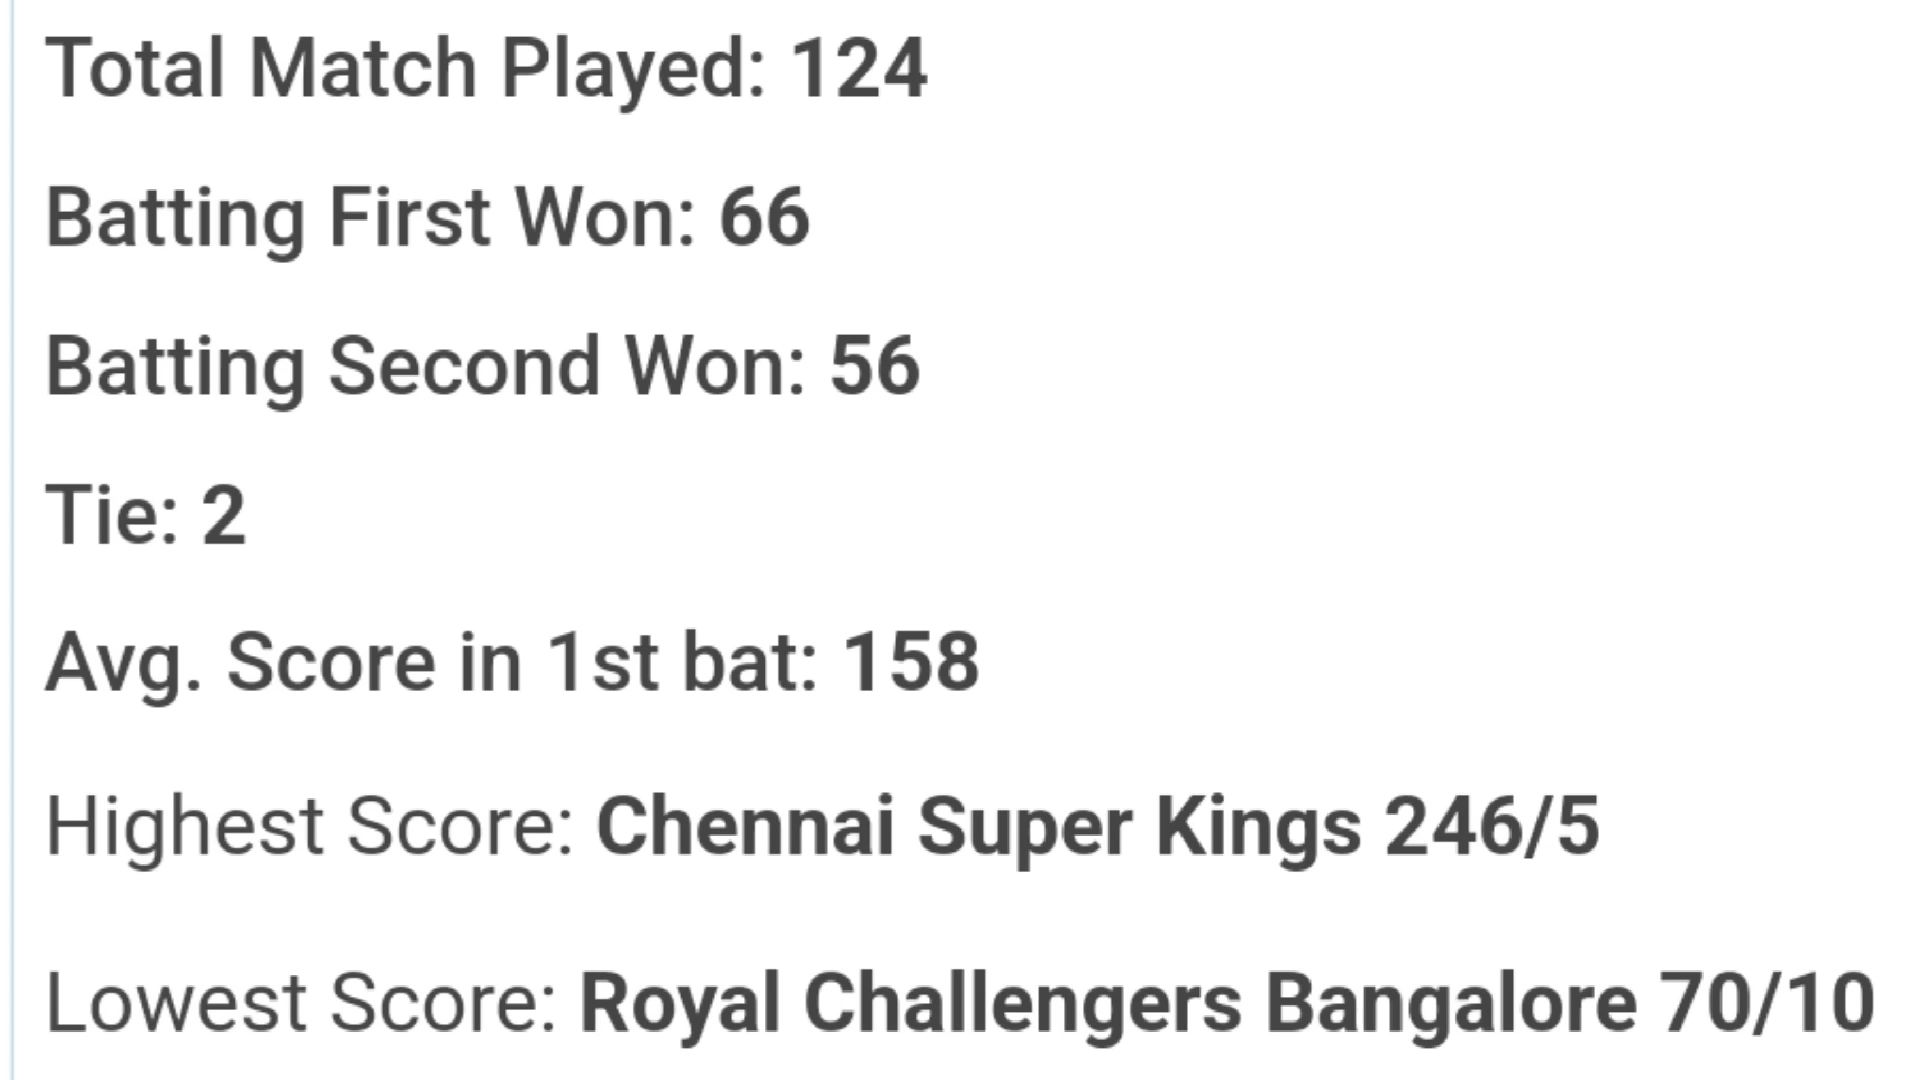 Total Match Played: 124
Batting First Won: 66
Batting Second Won: 56
Tie: 2
Avg. Score in 1st bat: 158
Highest Score: Chennai Super Kings 246/5
Lowest Score: Royal Challengers Bangalore 70/10